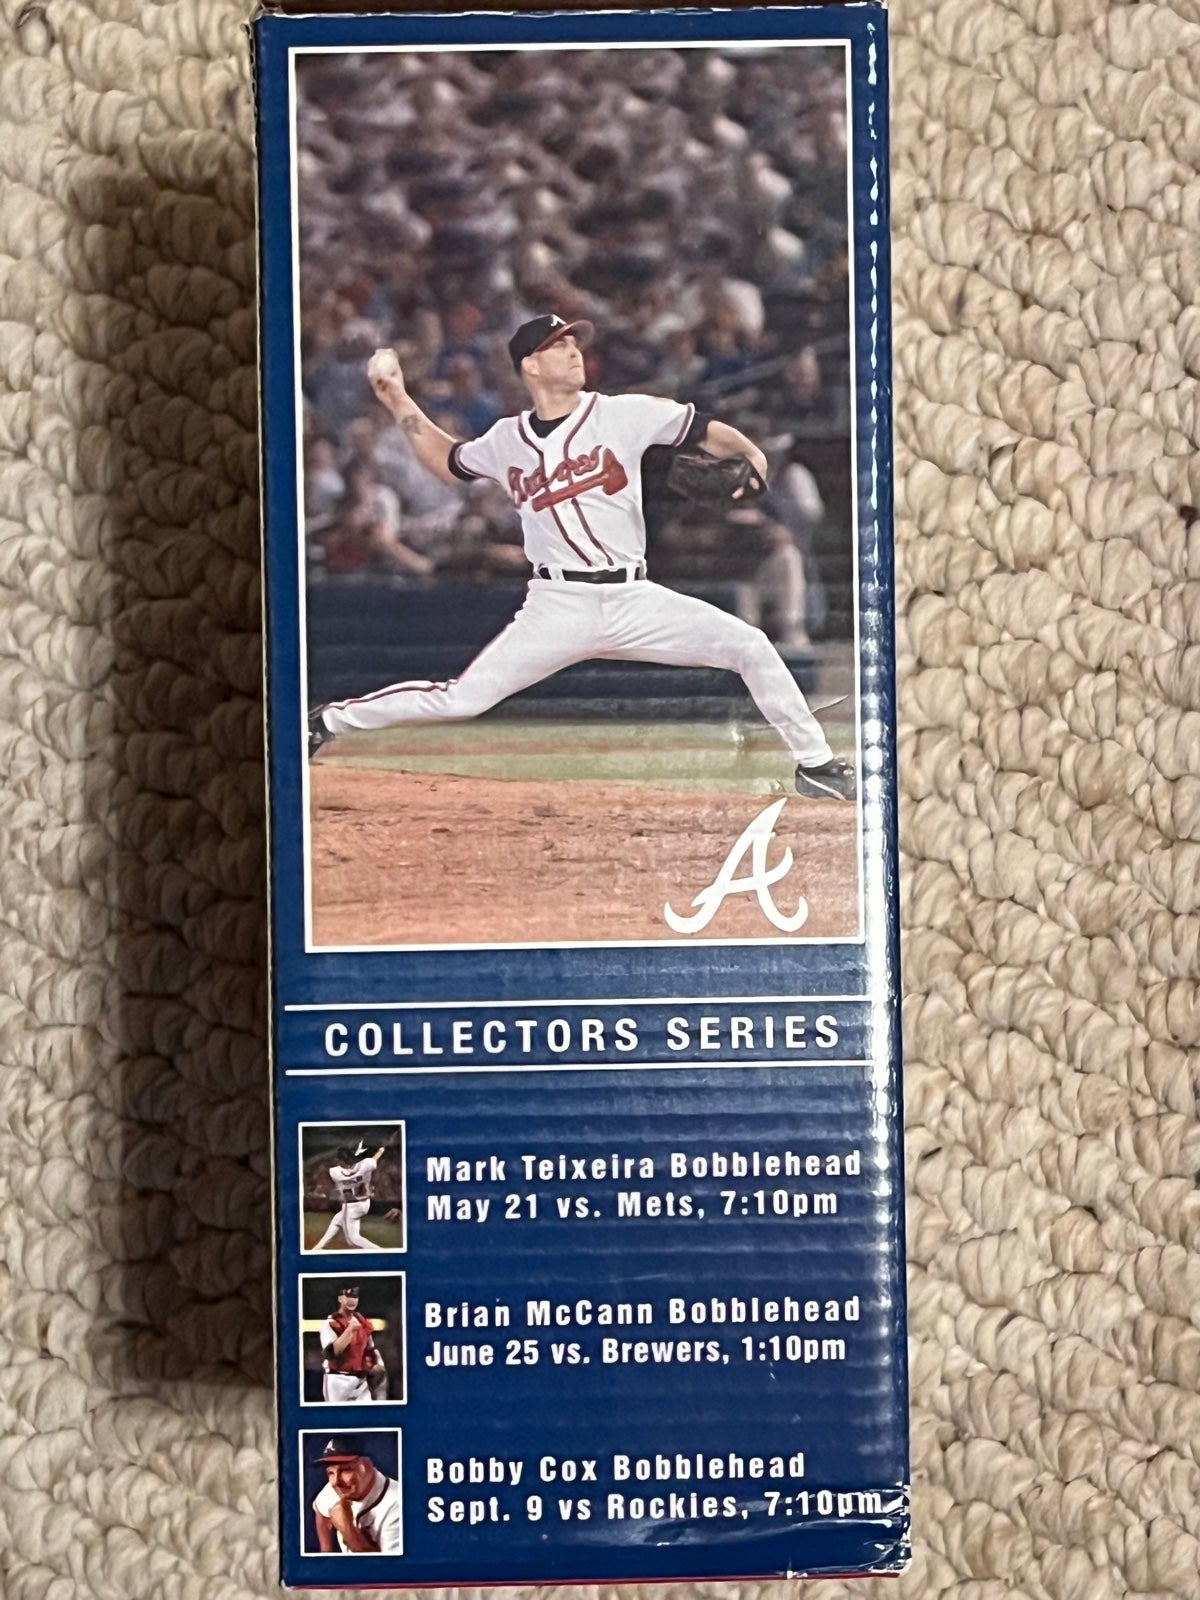 Braves
A
COLLECTORS SERIES
Mark Teixeira Bobblehead
May 21 vs. Mets, 7:10pm
Brian McCann Bobblehead
June 25 vs. Brewers, 1:10pm
Bobby Cox Bobblehead
Sept. 9 vs Rockies, 7:10pm